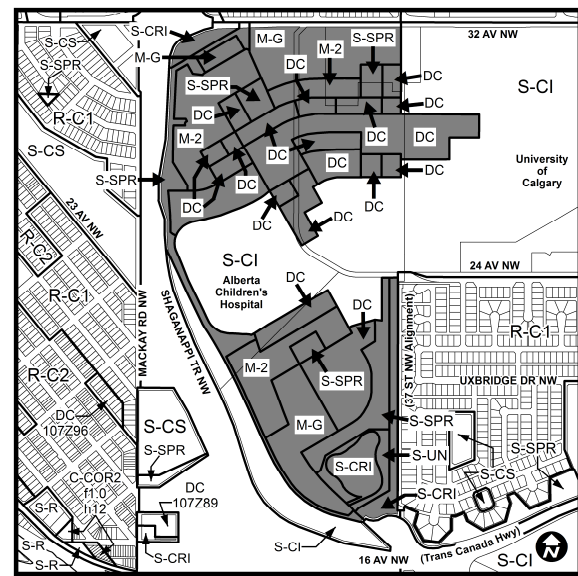 S-CRI
S-CS
M-G
M-G
M-2
S-SPR
32 AV NW
S-SPR
DC
DC
S-CI
S-SPR
R-C1
DC
DC
DC
DC
M-2
S-CS
DC
DC
University
of
Calgary
S-SPR
DC
DC
DC
DC
DC
23 AV NW
DC
DC
R-C2
S-CI
24 AV NW
Alberta
Children's
Hospital
DC
DC
R-C1
MACKAY RD NW
SHAGANAPPI TR NW
(37 ST NW Alignment)
R-C1
M-2
S-SPR
R-C2
UXBRIDGE DR NW
DC
107Z96
S-CS
M-G
S-SPR
S-SPR
S-SPR
S-UN
S-CRI
S-CS
C-COR2
f1.0
h12
DC
107Z89
S-CRI
S-R
S-R
S-R
S-CRI
S-CI
16 AV NW
(Trans Canada Hwy)
S-CI
N